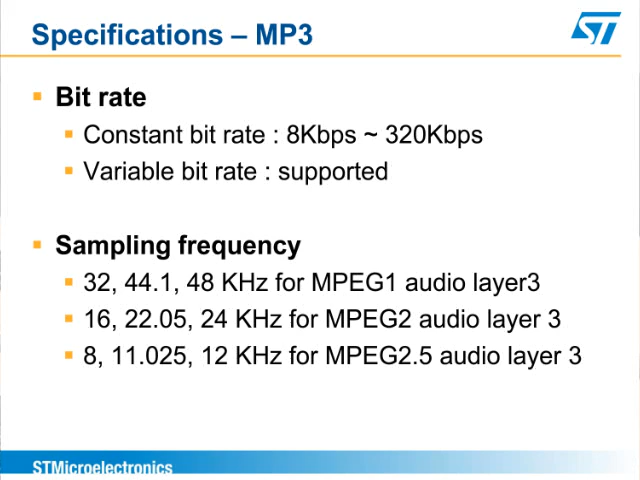 Specifications – MP3
ST
▪ Bit rate
▪ Constant bit rate : 8Kbps ~ 320Kbps
▪ Variable bit rate : supported
▪ Sampling frequency
▪ 32, 44.1, 48 KHz for MPEG1 audio layer3
▪ 16, 22.05, 24 KHz for MPEG2 audio layer 3
▪ 8, 11.025, 12 KHz for MPEG2.5 audio layer 3
STMicroelectronics